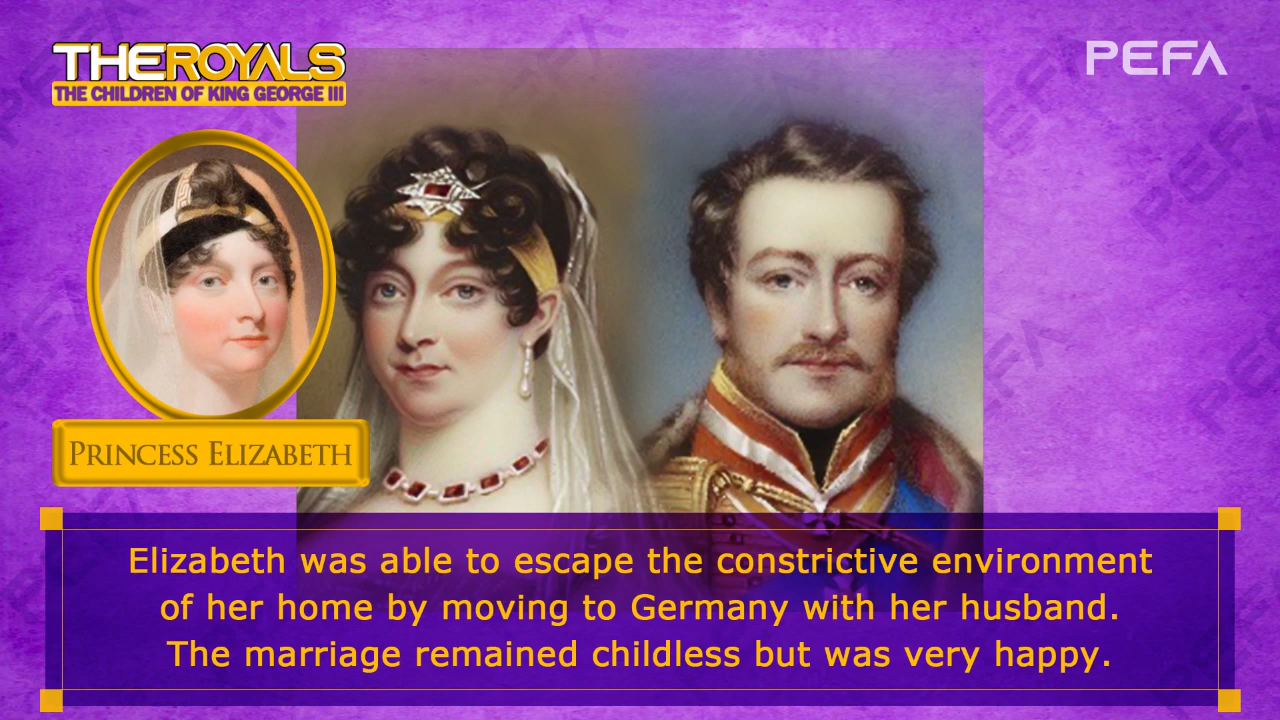 THEROYALS
THE CHILDREN OF KING GEORGE III
PEFA
PRINCESS ELIZABETH
Elizabeth was able to escape the constrictive environment
of her home by moving to Germany with her husband.
The marriage remained childless but was very happy.